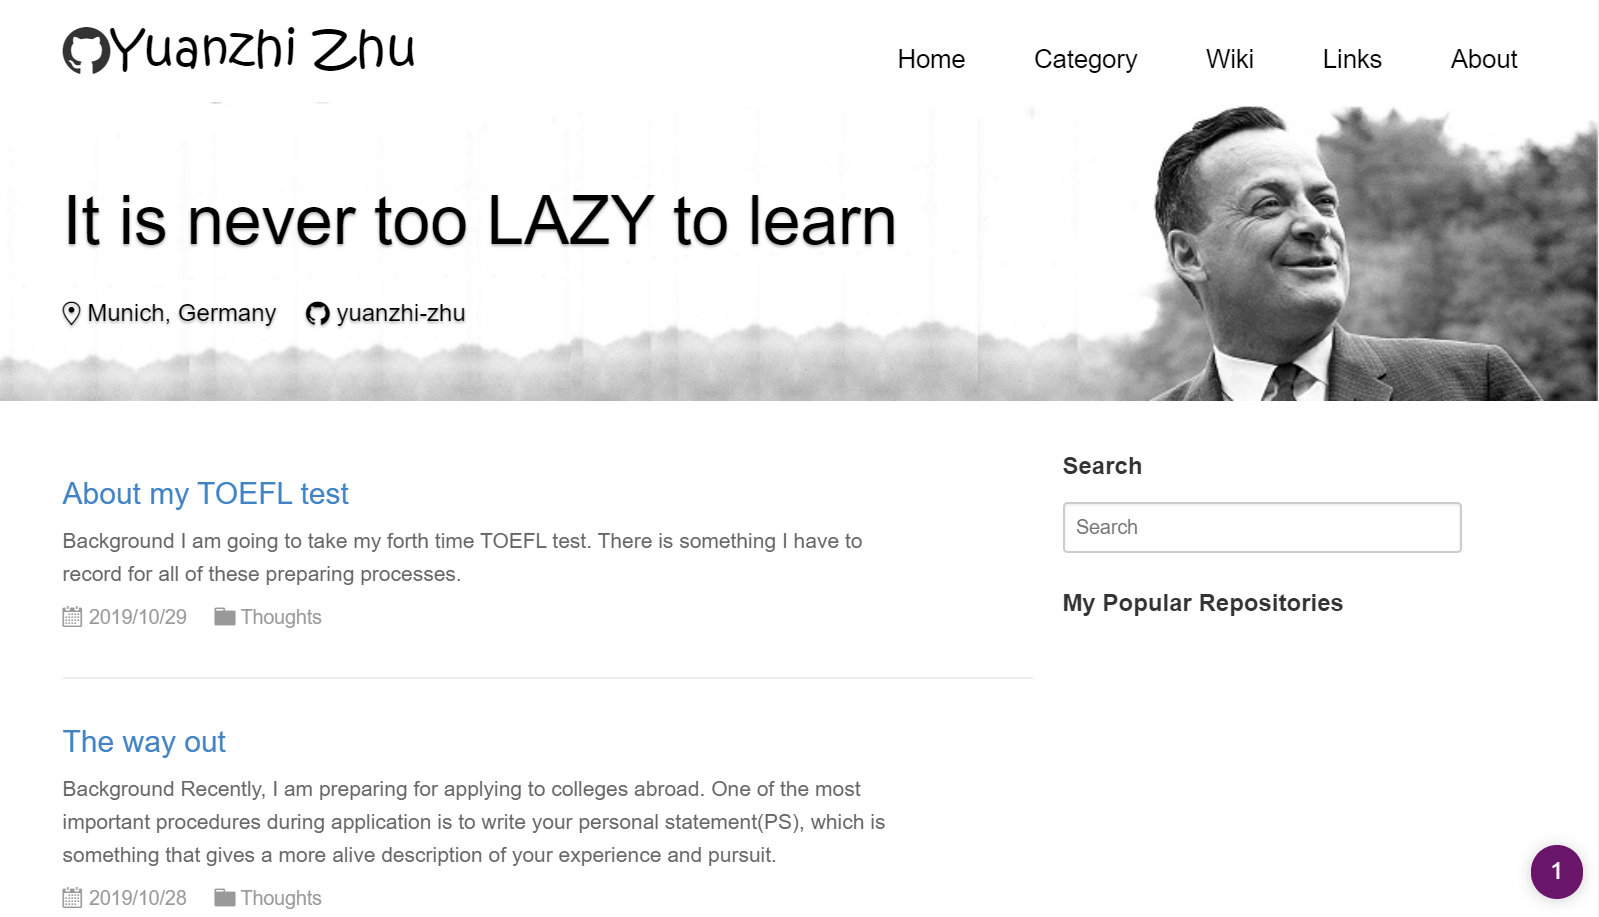 Yuanzhi Zhu
Home
Category
Wiki
Links
About
It is never too LAZY to learn
Munich, Germany
yuanzhi-zhu
About my TOEFL test
Background I am going to take my forth time TOEFL test. There is something I have to
record for all of these preparing processes.
2019/10/29
Thoughts
The way out
Background Recently, I am preparing for applying to colleges abroad. One of the most
important procedures during application is to write your personal statement(PS), which is
something that gives a more alive description of your experience and pursuit.
2019/10/28
Thoughts
Search
Search
My Popular Repositories
1